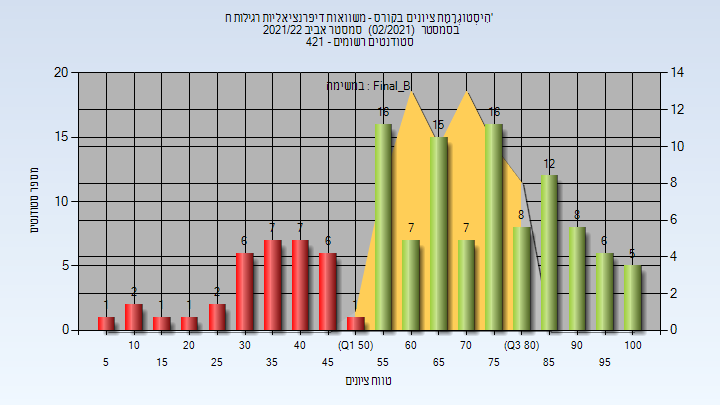 היסטוגרמת ציונים בקורס - משוואות דיפרנציאליות רגילות ח'
בסמסטר (02/2021) סמסטר אביב 2021/22
סטודנטים רשומים - 421
במשימה : Final_B
מספר סטודנטים
20
15
10
5
0
14
12
10
8
6
4
2
0
1 2 1 1 2 6 7 7 6 1 16 7 15 7 16 8 12 8 6 5
10 20 30 40 (Q1 50) 60 70 (Q3 80) 90 100
5 15 25 35 45 55 65 75 85 95
טווח ציונים